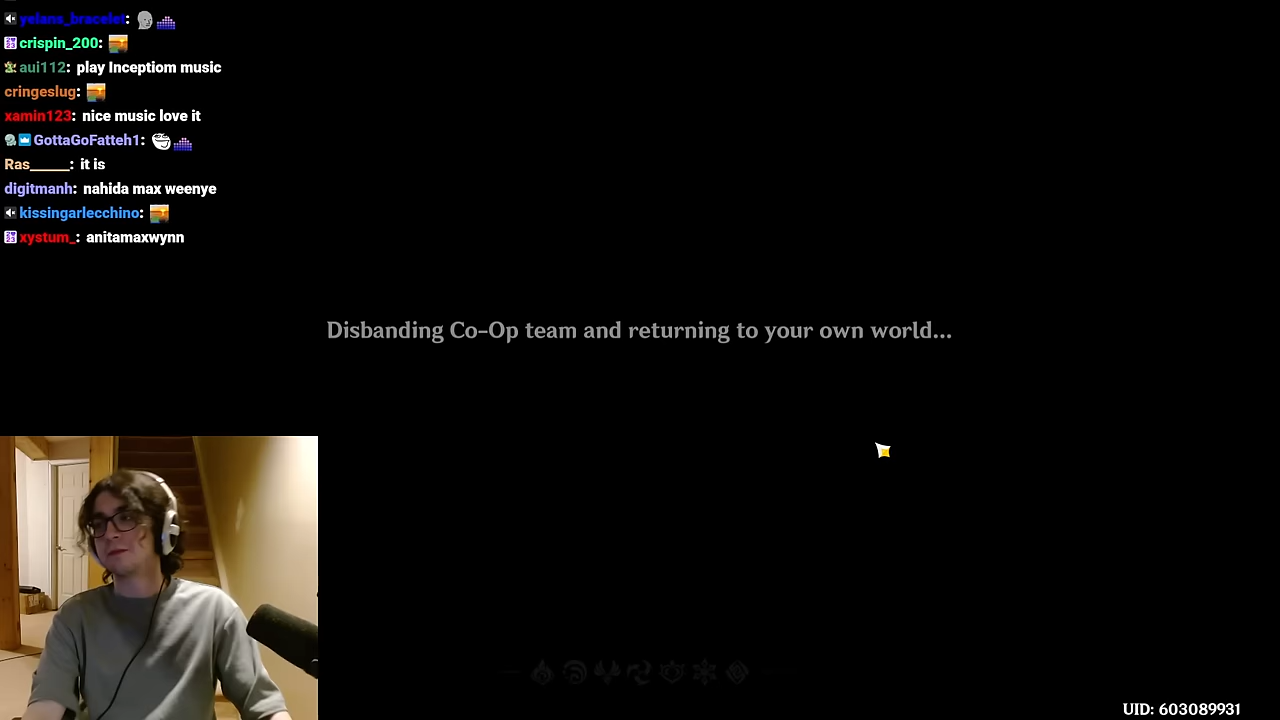 yelans_bracelet:
crispin_200:
aui112: play Inceptiom music
cringeslug:
xamin123: nice music love it
GottaGoFatteh1:
Ras_____: it is
digitmanh: nahida max weenye
kissingarlecchino:
xystum_: anitamaxwynn
Disbanding Co-Op team and returning to your own world...
UID: 603089931